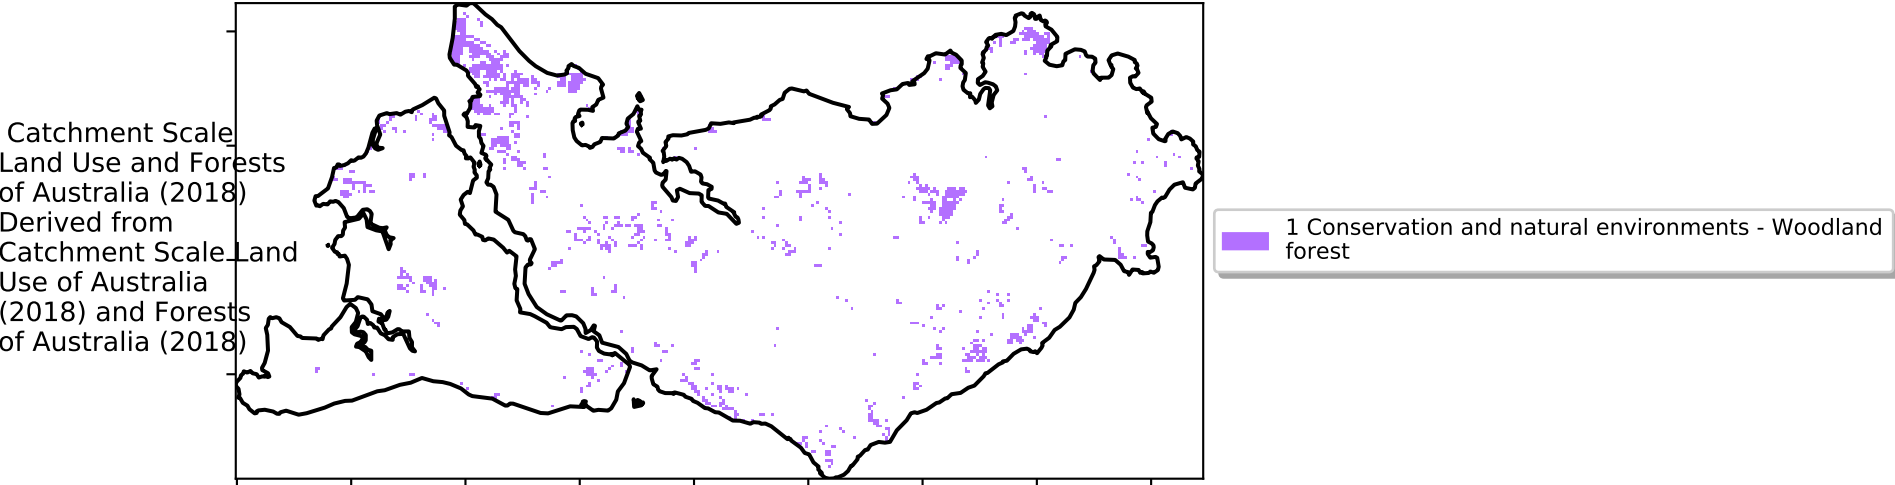 Catchment Scale
Land Use and Forests
of Australia (2018)
Derived from
Catchment Scale Land
Use of Australia
(2018) and Forests
of Australia (2018)
1 Conservation and natural environments - Woodland
forest